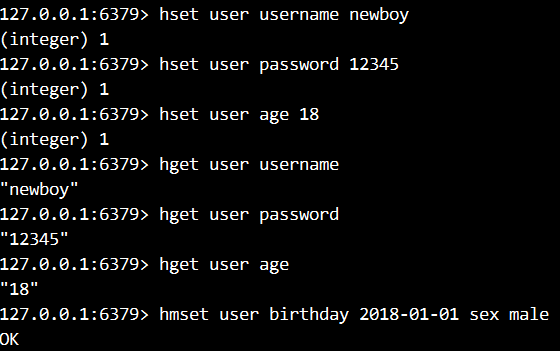 127.0.0.1:6379> hset user username newboy
(integer) 1
127.0.0.1:6379> hset user password 12345
(integer) 1
127.0.0.1:6379> hset user age 18
(integer) 1
127.0.0.1:6379> hget user username
"newboy"
127.0.0.1:6379> hget user password
"12345"
127.0.0.1:6379> hget user age
"18"
127.0.0.1:6379> hmset user birthday 2018-01-01 sex male
OK